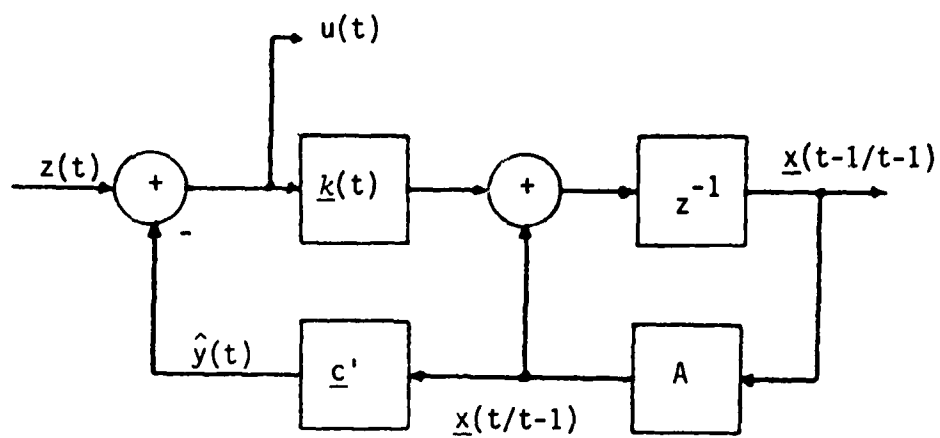 u(t)
z(t)
+
k(t)
+
z⁻¹
x(t-1/t-1)
-
ŷ(t)
c'
x(t/t-1)
A